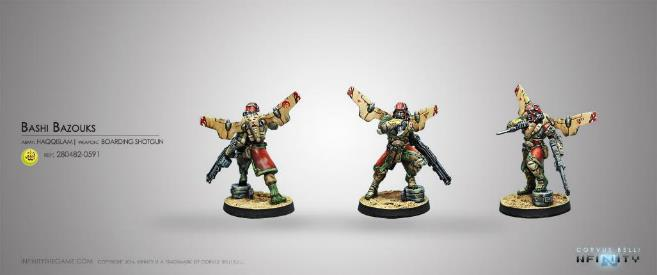 BASHI BAZOUKS
ARMY: HAQQISLAM | WEAPON: BOARDING SHOTGUN
REF: 280482-0591
INFINITYTHEGAME.COM
CORVUS BELLI
INFINITY